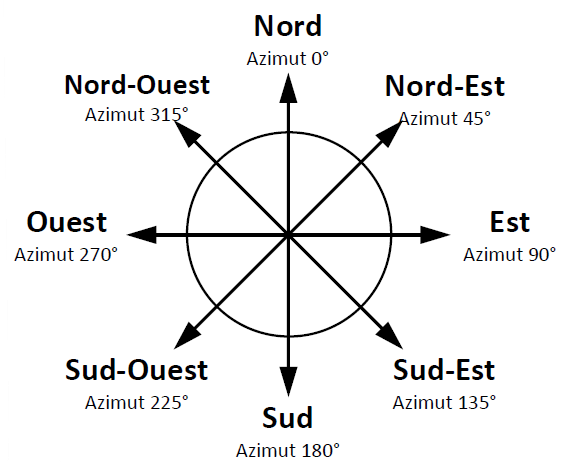 Nord
Azimut 0°
Nord-Ouest
Azimut 315°
Nord-Est
Azimut 45°
Ouest
Azimut 270°
Est
Azimut 90°
Sud-Ouest
Azimut 225°
Sud-Est
Azimut 135°
Sud
Azimut 180°